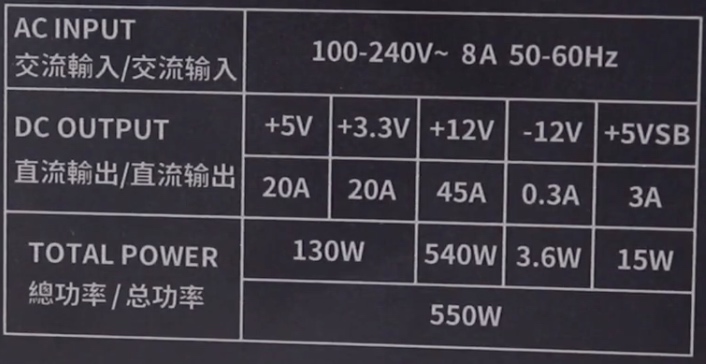 AC INPUT
交流輸入/交流输入
100-240V~ 8A 50-60Hz
DC OUTPUT
直流輸出/直流输出
+5V +3.3V +12V -12V +5VSB
20A 20A 45A 0.3A 3A
TOTAL POWER
總功率/总功率
130W 540W 3.6W 15W
550W